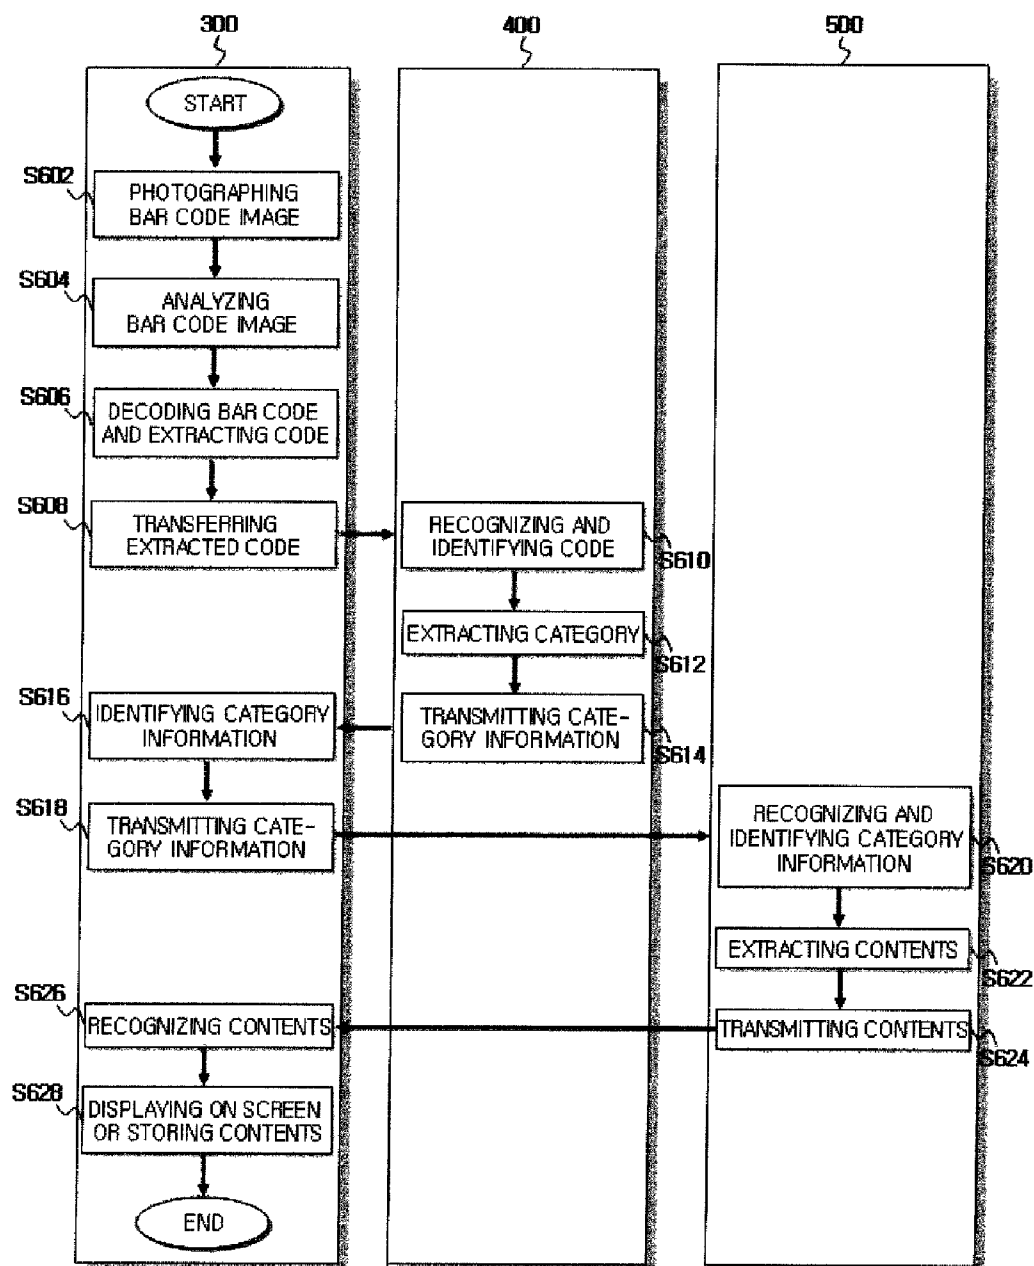 300
400
500
START
S602
PHOTOGRAPHING
BAR CODE IMAGE
S604
ANALYZING
BAR CODE IMAGE
S606
DECODING BAR CODE
AND EXTRACTING CODE
S608
TRANSFERRING
EXTRACTED CODE
RECOGNIZING AND
IDENTIFYING CODE
S610
EXTRACTING CATEGORY
S612
S616
IDENTIFYING CATEGORY
INFORMATION
TRANSMITTING CATE-
GORY INFORMATION
S614
S618
TRANSMITTING CATE-
GORY INFORMATION
RECOGNIZING AND
IDENTIFYING CATEGORY
INFORMATION
S620
EXTRACTING CONTENTS
S622
S626
RECOGNIZING CONTENTS
TRANSMITTING CONTENTS
S624
S628
DISPLAYING ON SCREEN
OR STORING CONTENTS
END